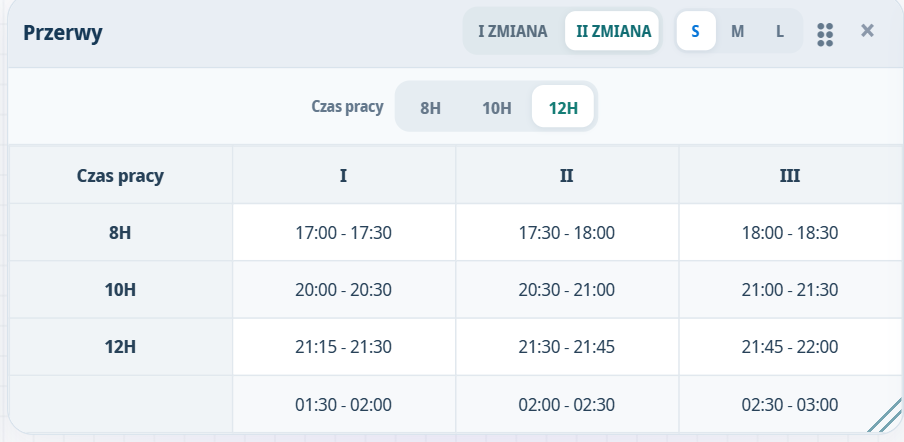 Przerwy I ZMIANA II ZMIANA S M L ×
Czas pracy 8H 10H 12H
Czas pracy I II III
8H 17:00 - 17:30 17:30 - 18:00 18:00 - 18:30
10H 20:00 - 20:30 20:30 - 21:00 21:00 - 21:30
12H 21:15 - 21:30 21:30 - 21:45 21:45 - 22:00
01:30 - 02:00 02:00 - 02:30 02:30 - 03:00